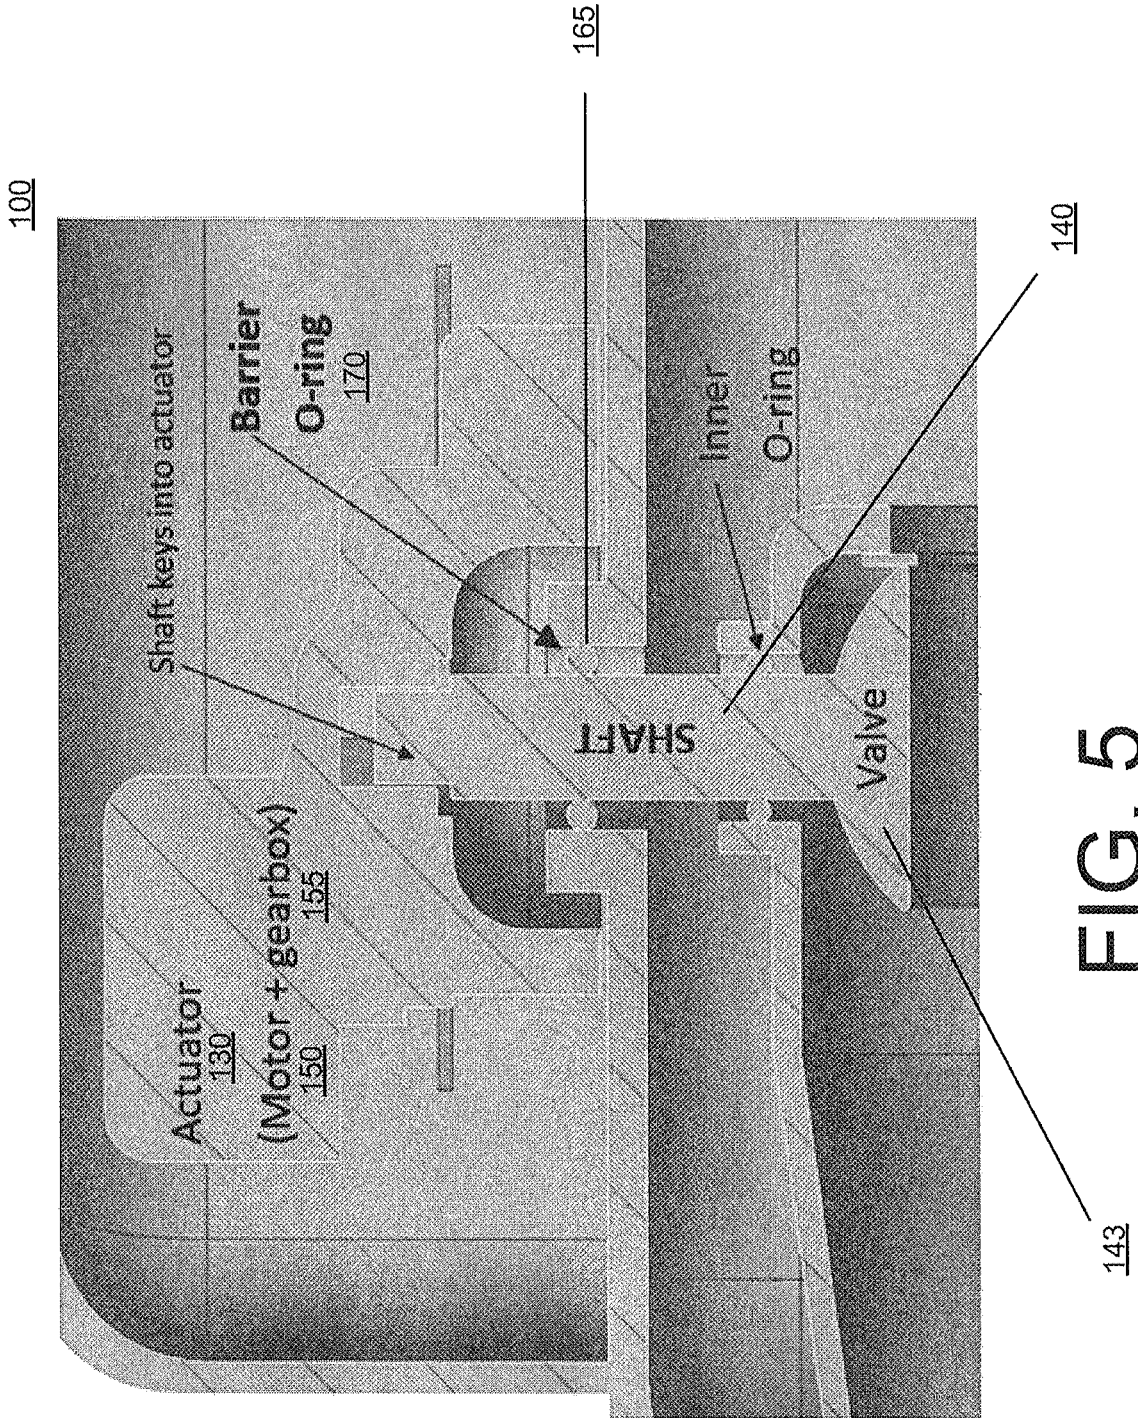 100
165
Shaft keys into actuator
Barrier
O-ring
170
Actuator
130
(Motor + gearbox)
150 155
SHAFT
Inner
O-ring
Valve
140
143
FIG. 5